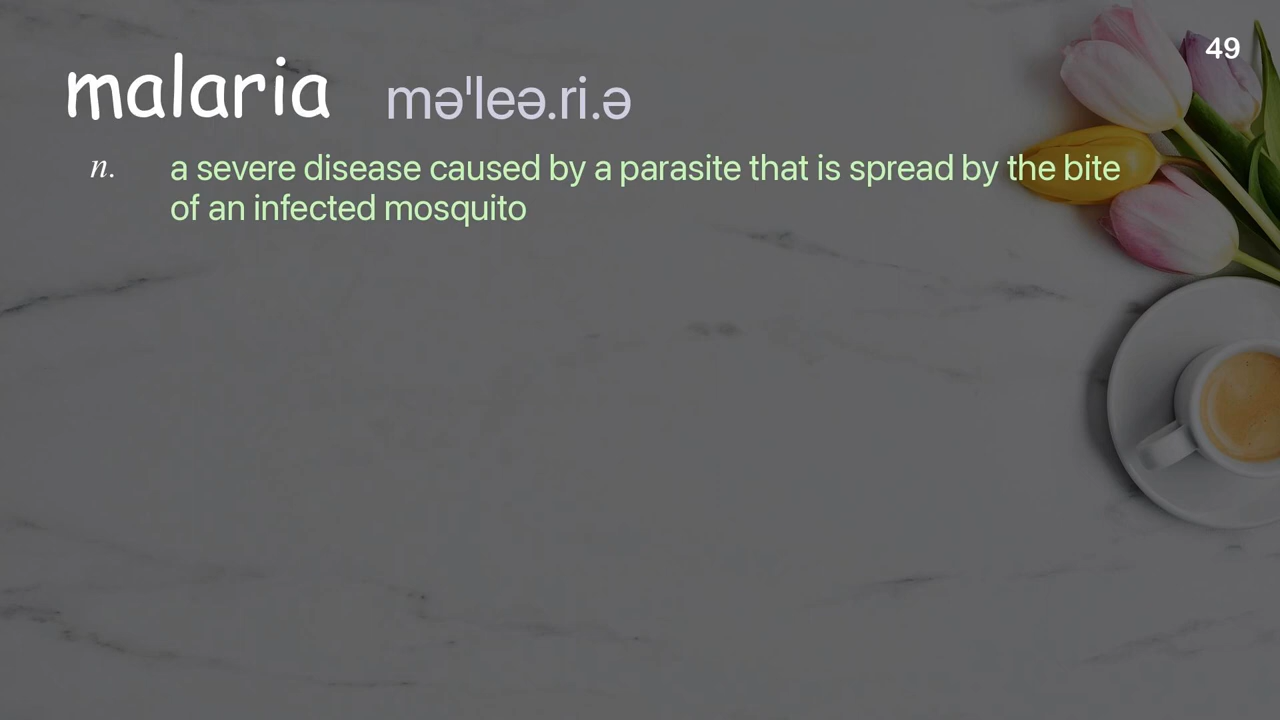 49
malaria məˈleə.ri.ə
n. a severe disease caused by a parasite that is spread by the bite
of an infected mosquito